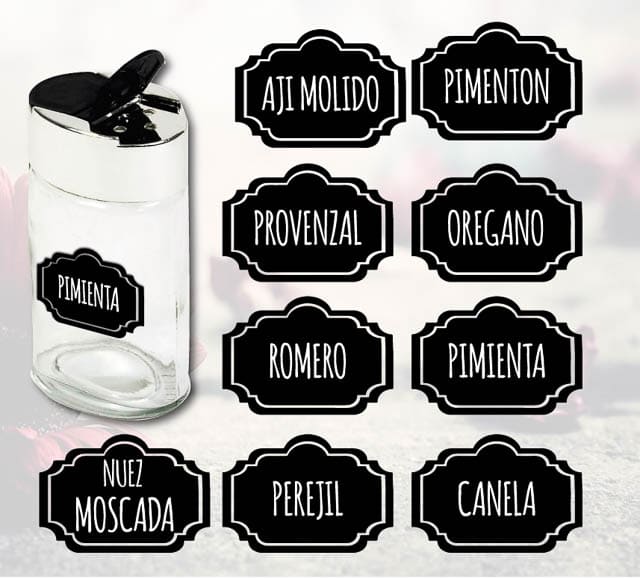 AJI MOLIDO
PIMENTON
PROVENZAL
OREGANO
PIMIENTA
ROMERO
PIMIENTA
NUEZ
MOSCADA
PEREJIL
CANELA